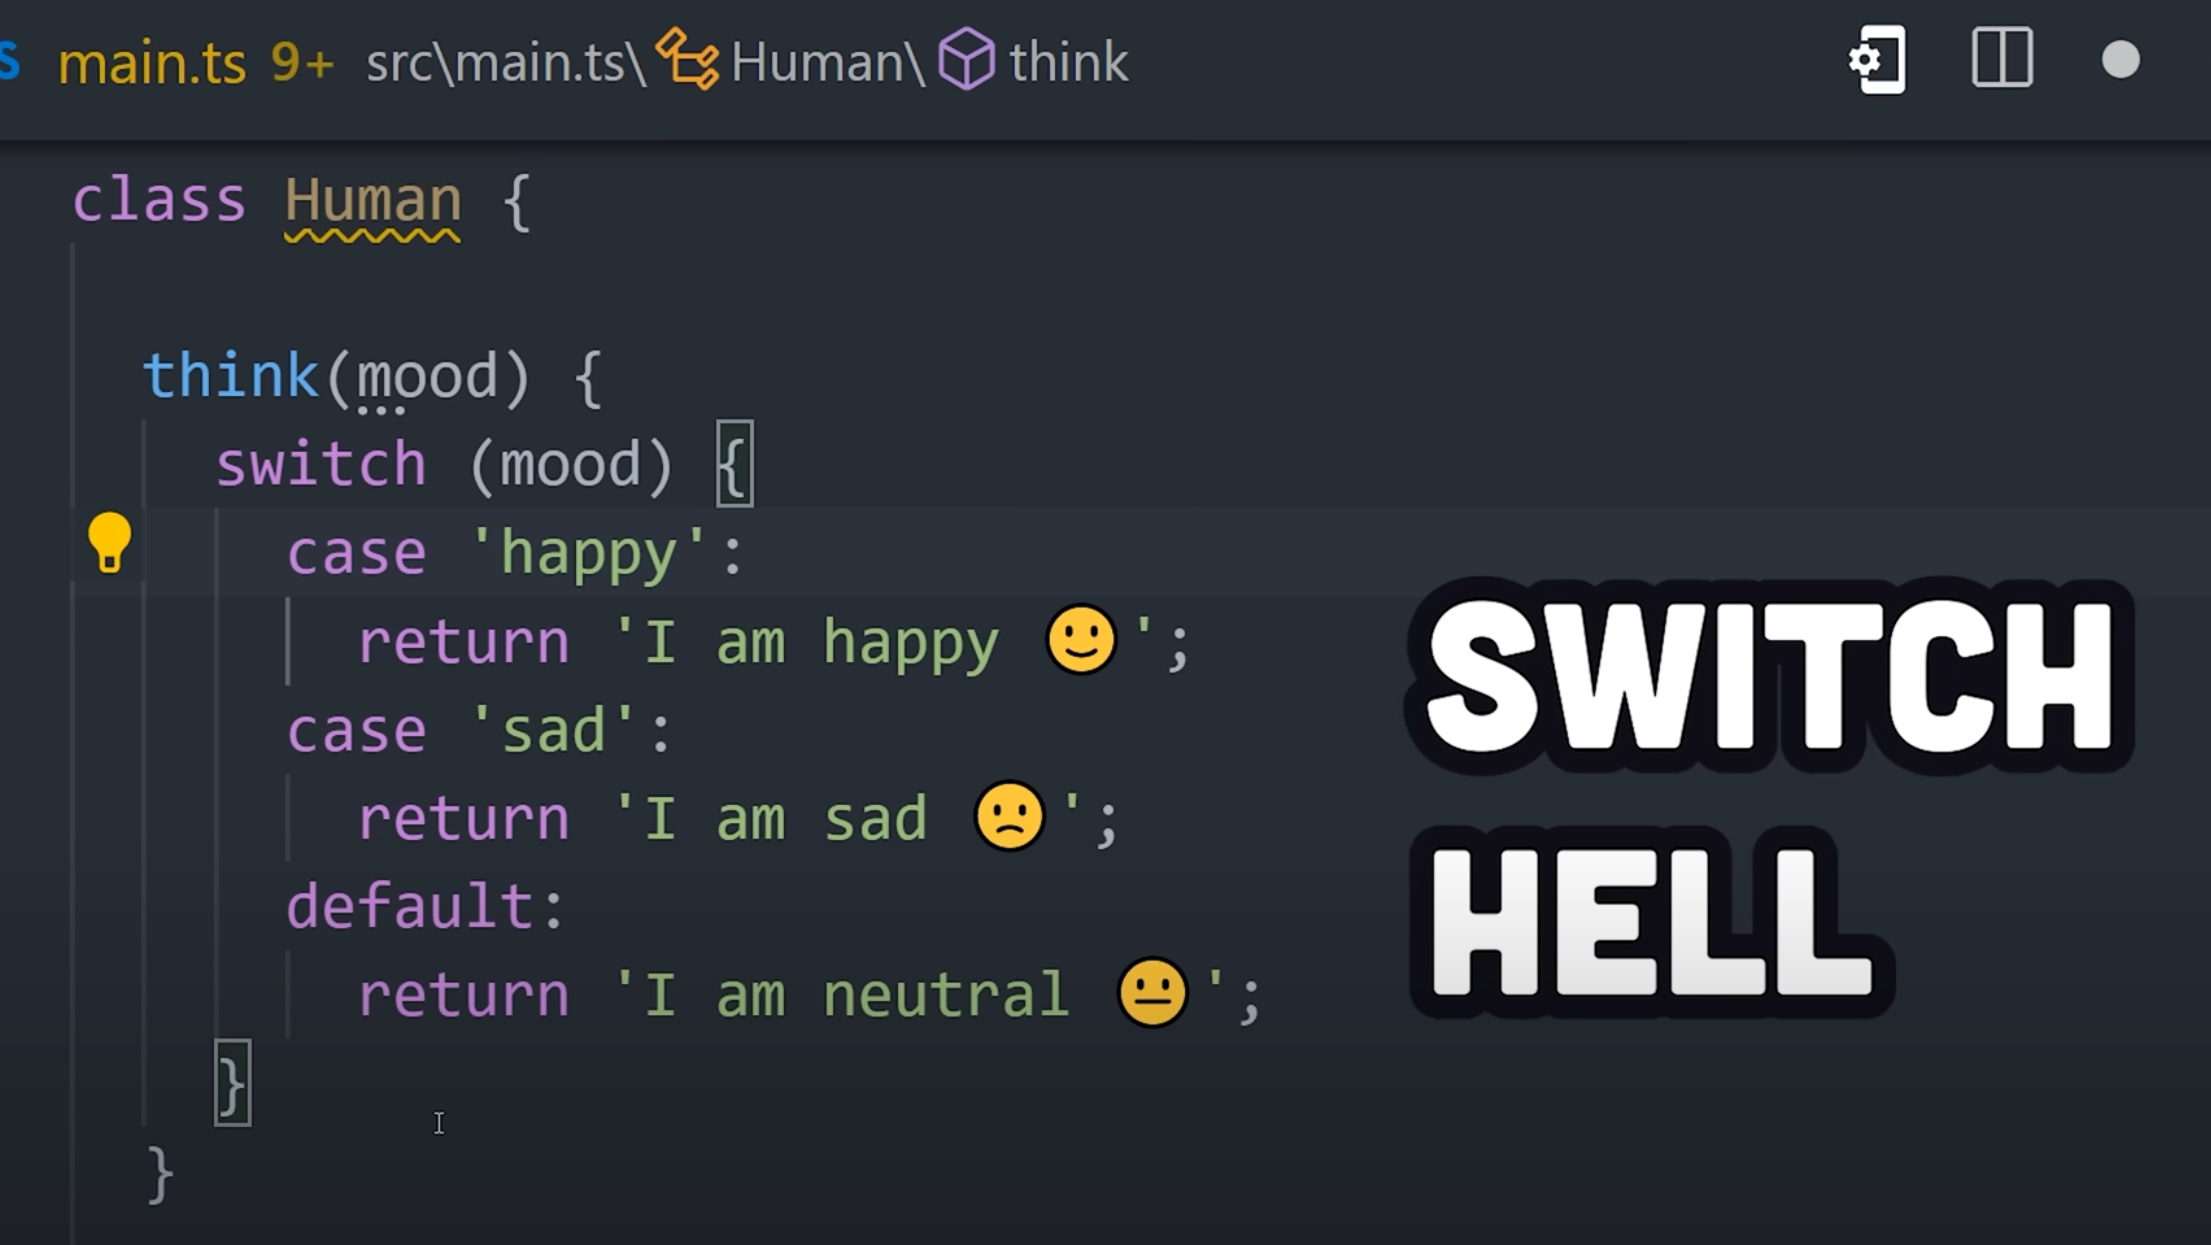 S main.ts 9+ src\main.ts\ Human\ think
class Human {
think(mood) {
switch (mood) {
case 'happy':
return 'I am happy 🙂';
case 'sad':
return 'I am sad 🙁';
default:
return 'I am neutral 😐';
}
}
SWITCH
HELL